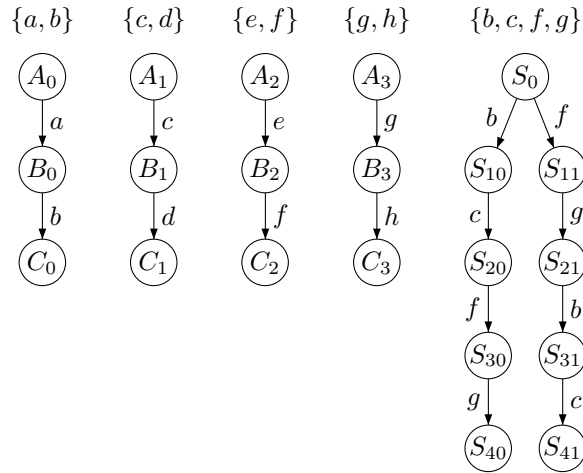 {a, b} {c, d} {e, f} {g, h} {b, c, f, g}
A₀ A₁ A₂ A₃ S₀
a c e g b f
B₀ B₁ B₂ B₃ S₁₀ S₁₁
b d f h c g
C₀ C₁ C₂ C₃ S₂₀ S₂₁
f b
S₃₀ S₃₁
g c
S₄₀ S₄₁